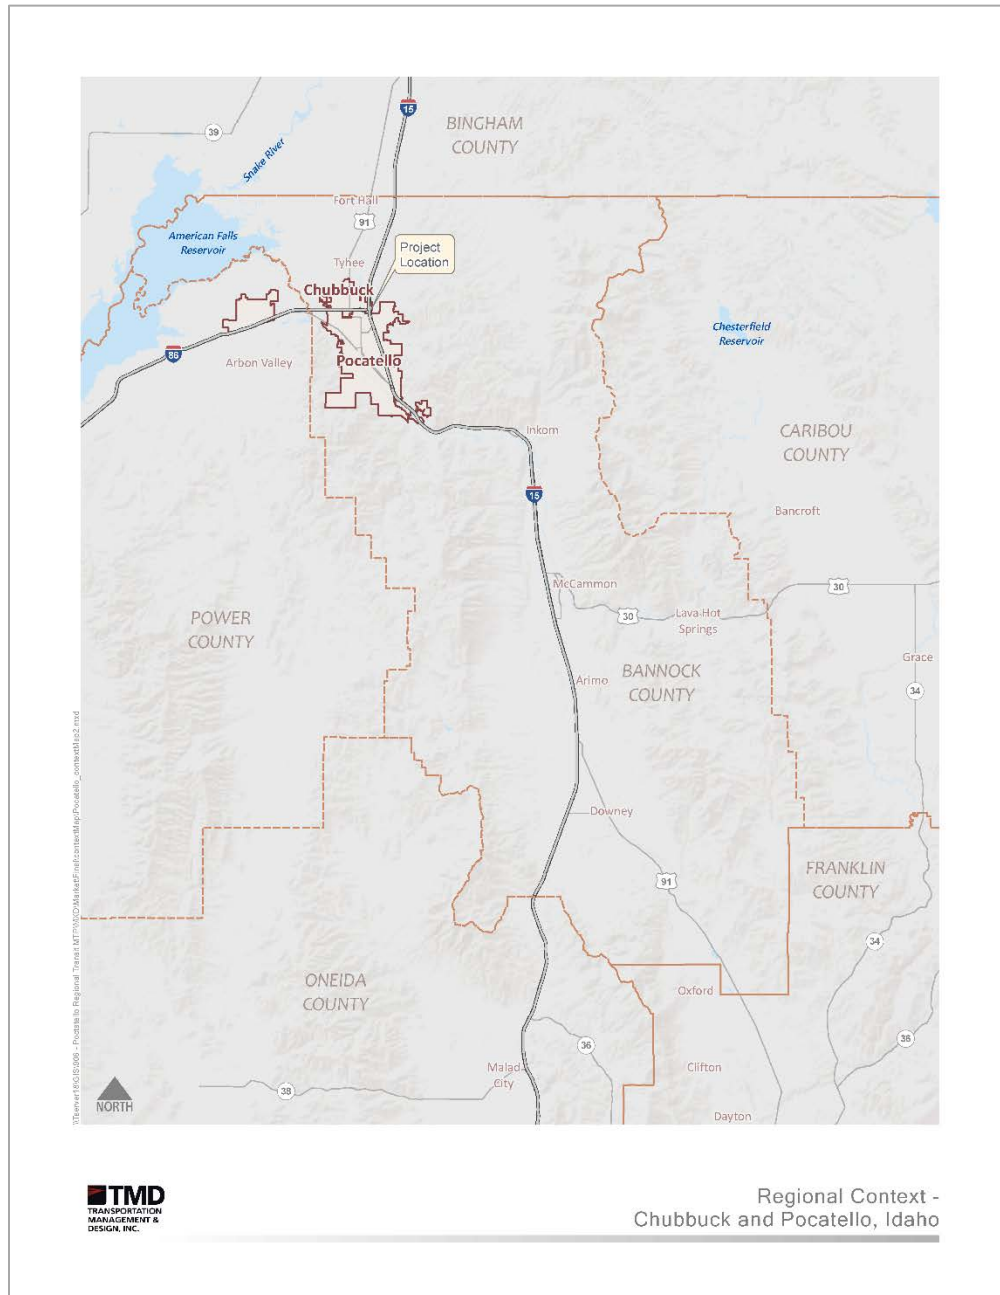 15
BINGHAM
COUNTY
39
Snake River
Fort Hall
91
American Falls
Reservoir
Project
Location
Tyhee
Chubbuck
Chesterfield
Reservoir
86
Arbon Valley
Pocatello
Inkom
CARIBOU
COUNTY
15
Bancroft
McCammon
30
30
Lava Hot
Springs
POWER
COUNTY
Grace
BANNOCK
COUNTY
Arimo
34
Downey
FRANKLIN
COUNTY
91
34
ONEIDA
COUNTY
Oxford
36
36
Malad
City
Clifton
38
NORTH
Dayton
TMD
TRANSPORTATION
MANAGEMENT &
DESIGN, INC.
Regional Context -
Chubbuck and Pocatello, Idaho